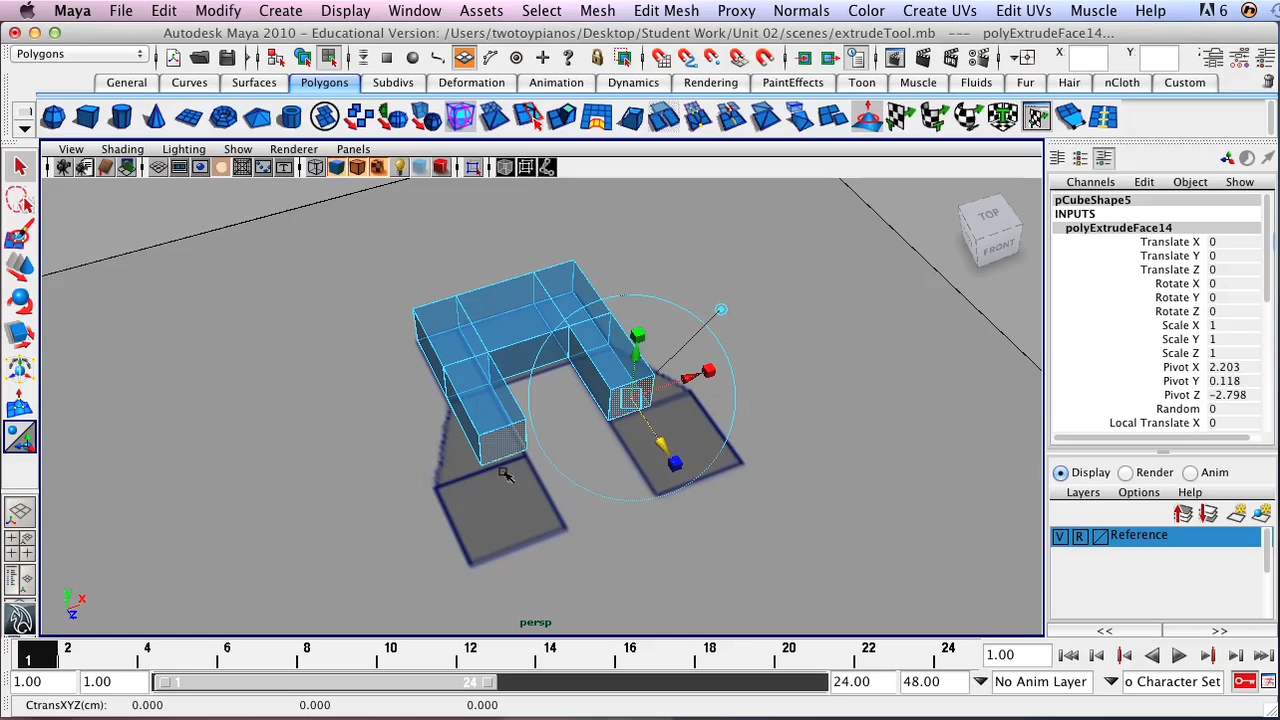 Maya File Edit Modify Create Display Window Assets Select Mesh Edit Mesh Proxy Normals Color Create UVs Edit UVs Muscle Help 6
Autodesk Maya 2010 - Educational Version: /Users/twotoypianos/Desktop/Student Work/Unit 02/scenes/extrudeTool.mb --- polyExtrudeFace14...
Polygons X Y
General Curves Surfaces Polygons Subdivs Deformation Animation Dynamics Rendering PaintEffects Toon Muscle Fluids Fur Hair nCloth Custom
View Shading Lighting Show Renderer Panels
Channels Edit Object Show
pCubeShape5
INPUTS
polyExtrudeFace14
Translate X 0
Translate Y 0
Translate Z 0
Rotate X 0
Rotate Y 0
Rotate Z 0
Scale X 1
Scale Y 1
Scale Z 1
Pivot X 2.203
Pivot Y 0.118
Pivot Z -2.798
Random 0
Local Translate X 0
TOP
FRONT
Display Render Anim
Layers Options Help
V R Reference
y x
z
persp
<< >>
1 2 4 6 8 10 12 14 16 18 20 22 24 1.00
1.00 1.00 1 24 24.00 48.00 No Anim Layer o Character Set
CtransXYZ(cm): 0.000 0.000 0.000